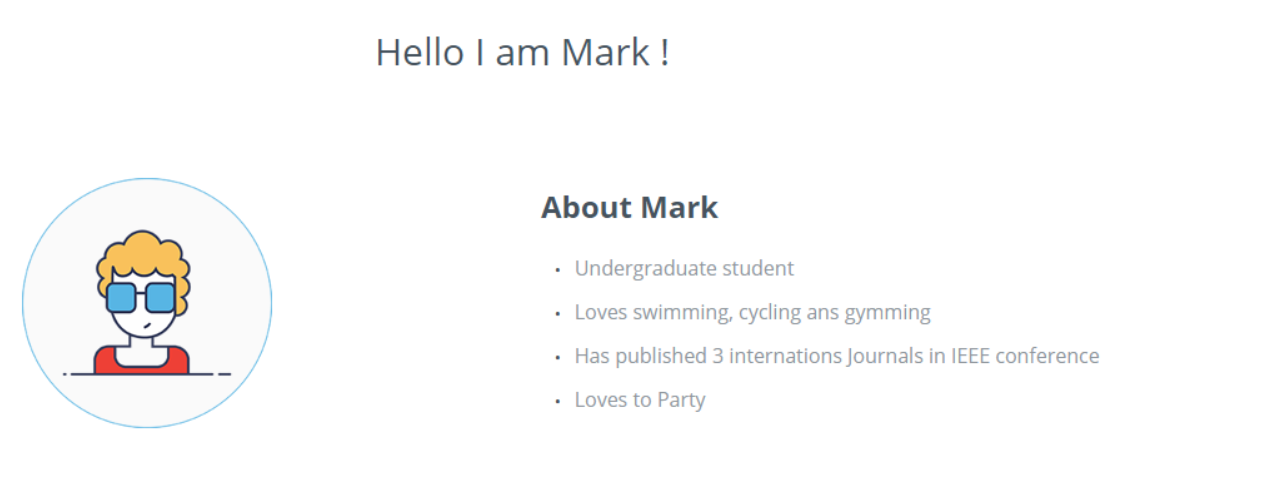 Hello I am Mark !
About Mark
• Undergraduate student
• Loves swimming, cycling ans gymming
• Has published 3 internations Journals in IEEE conference
• Loves to Party